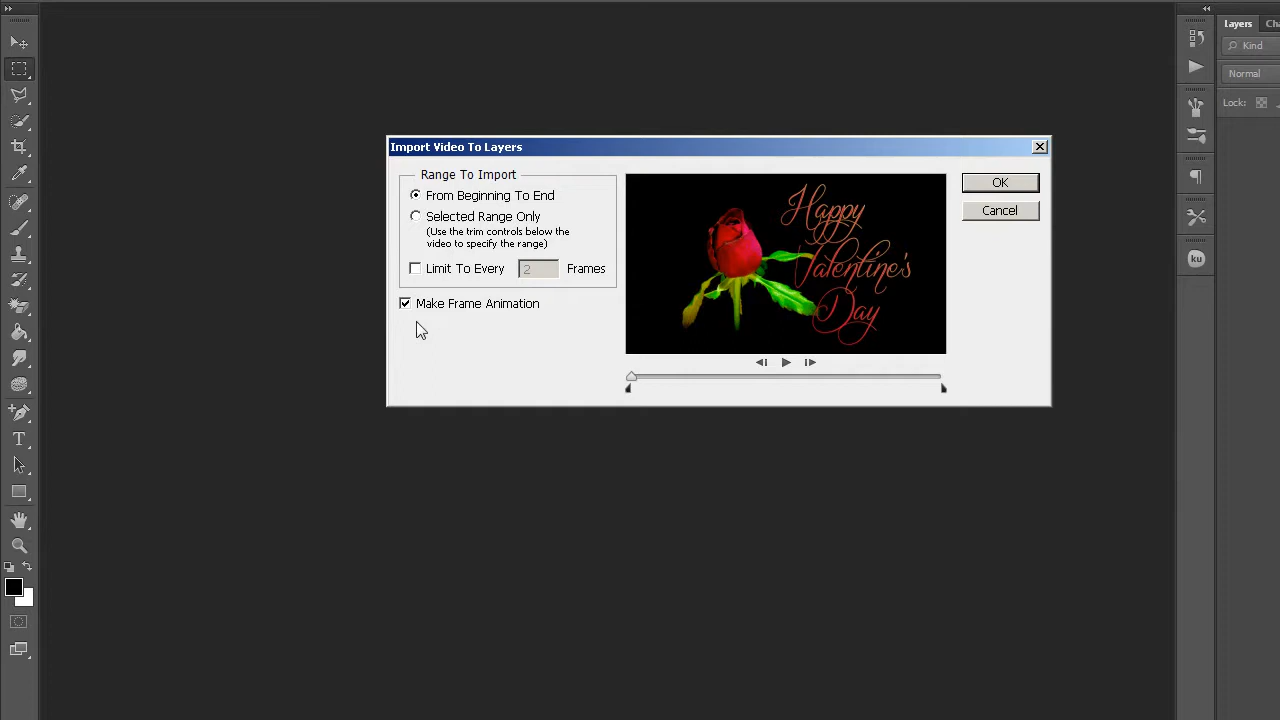 Layers
Ch
Kind
Normal
Lock:
Import Video To Layers
Range To Import
From Beginning To End
Selected Range Only
(Use the trim controls below the
video to specify the range)
Limit To Every 2 Frames
Make Frame Animation
Happy
Valentine's
Day
OK
Cancel
T
ku